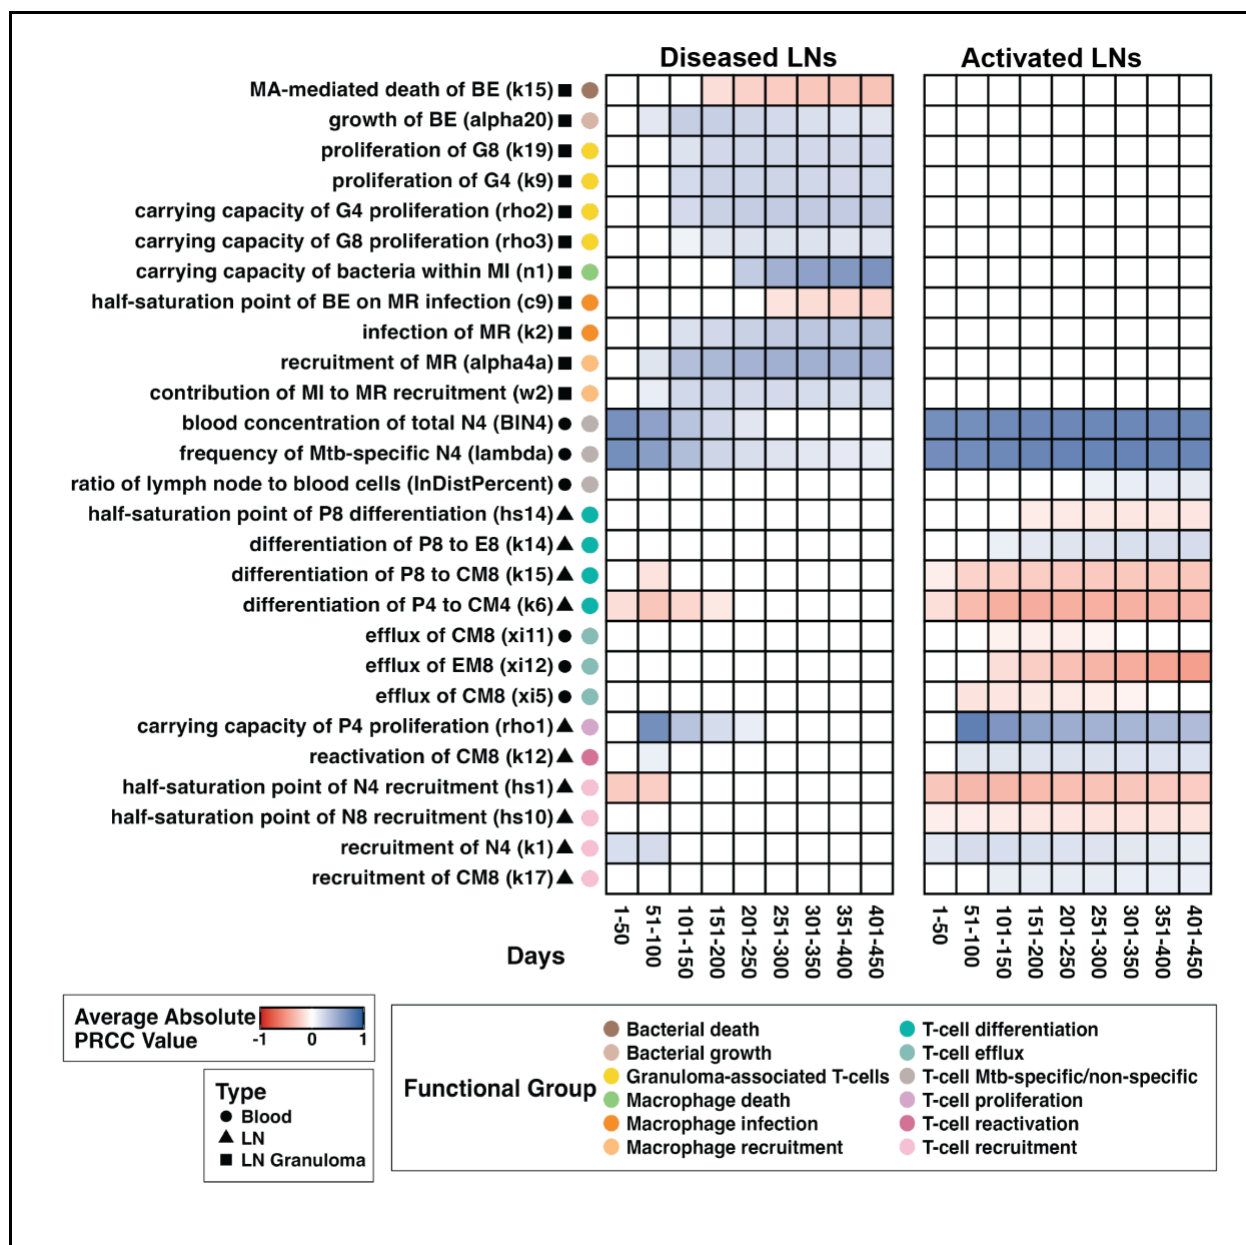 Diseased LNs
Activated LNs
MA-mediated death of BE (k15)
growth of BE (alpha20)
proliferation of G8 (k19)
proliferation of G4 (k9)
carrying capacity of G4 proliferation (rho2)
carrying capacity of G8 proliferation (rho3)
carrying capacity of bacteria within MI (n1)
half-saturation point of BE on MR infection (c9)
infection of MR (k2)
recruitment of MR (alpha4a)
contribution of MI to MR recruitment (w2)
blood concentration of total N4 (BlN4)
frequency of Mtb-specific N4 (lambda)
ratio of lymph node to blood cells (lnDistPercent)
half-saturation point of P8 differentiation (hs14)
differentiation of P8 to E8 (k14)
differentiation of P8 to CM8 (k15)
differentiation of P4 to CM4 (k6)
efflux of CM8 (xi11)
efflux of EM8 (xi12)
efflux of CM8 (xi5)
carrying capacity of P4 proliferation (rho1)
reactivation of CM8 (k12)
half-saturation point of N4 recruitment (hs1)
half-saturation point of N8 recruitment (hs10)
recruitment of N4 (k1)
recruitment of CM8 (k17)
Days
1-50
51-100
101-150
151-200
201-250
251-300
301-350
351-400
401-450
1-50
51-100
101-150
151-200
201-250
251-300
301-350
351-400
401-450
Average Absolute
PRCC Value
-1 0 1
Type
Blood
LN
LN Granuloma
Functional Group
Bacterial death
Bacterial growth
Granuloma-associated T-cells
Macrophage death
Macrophage infection
Macrophage recruitment
T-cell differentiation
T-cell efflux
T-cell Mtb-specific/non-specific
T-cell proliferation
T-cell reactivation
T-cell recruitment